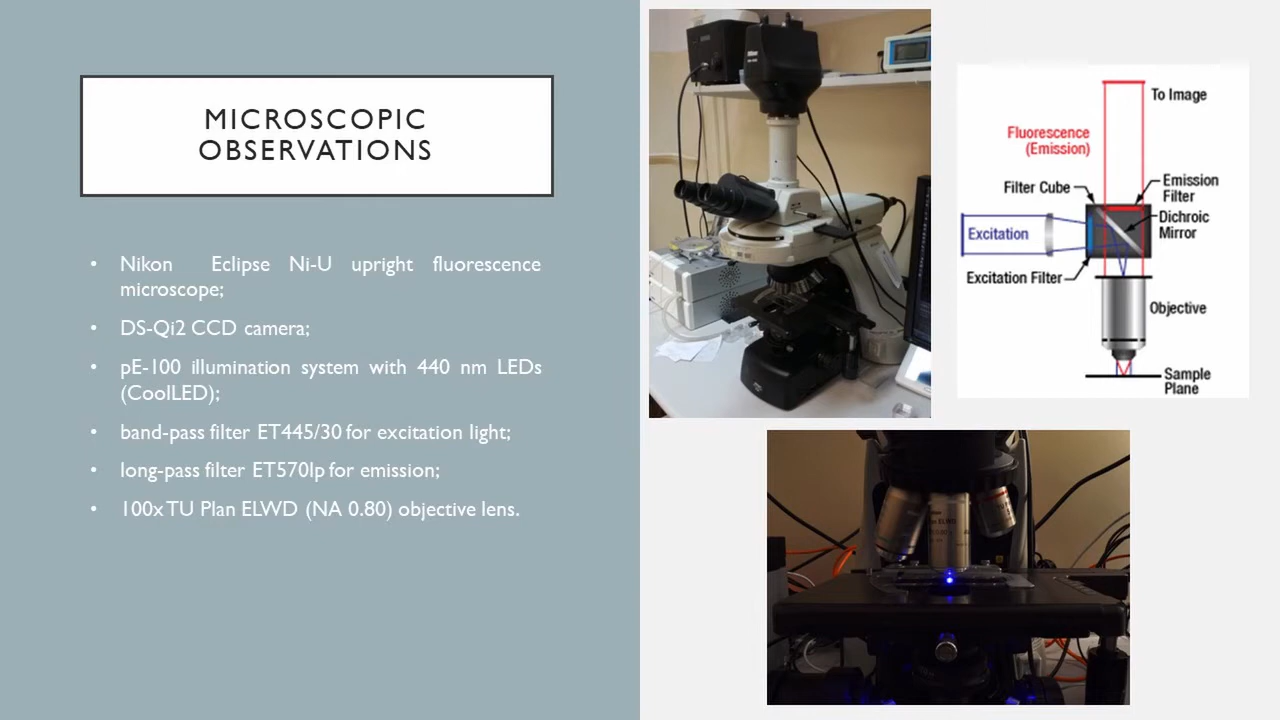 MICROSCOPIC
OBSERVATIONS
• Nikon Eclipse Ni-U upright fluorescence
microscope;
• DS-Qi2 CCD camera;
• pE-100 illumination system with 440 nm LEDs
(CoolLED);
• band-pass filter ET445/30 for excitation light;
• long-pass filter ET570lp for emission;
• 100x TU Plan ELWD (NA 0.80) objective lens.
To Image
Fluorescence
(Emission)
Filter Cube
Emission
Filter
Dichroic
Mirror
Excitation
Excitation Filter
Objective
Sample
Plane